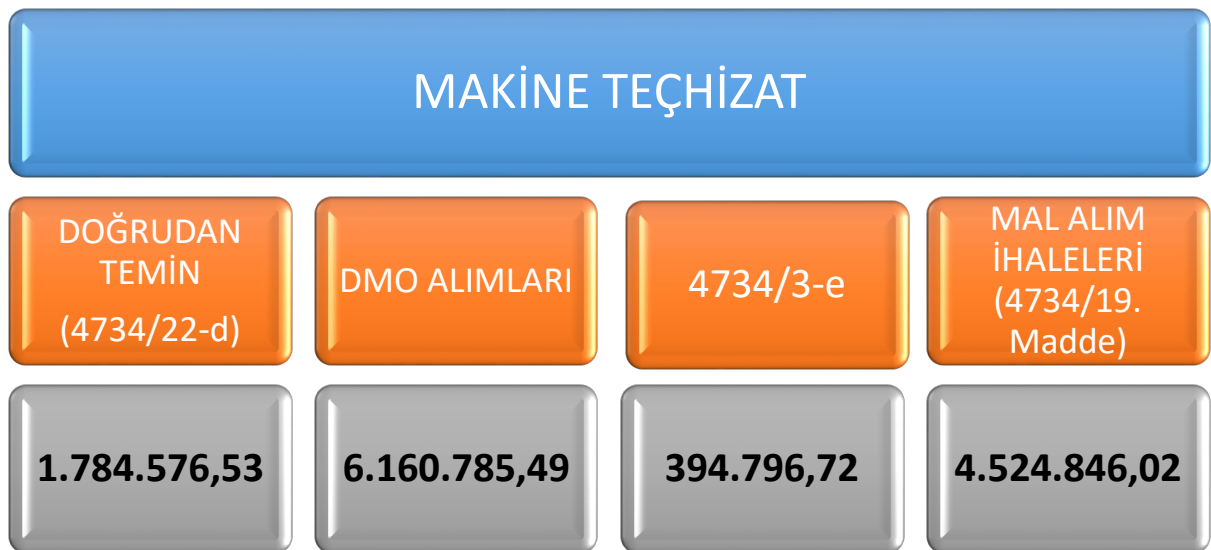 MAKİNE TEÇHİZAT
DOĞRUDAN
TEMİN
(4734/22-d)
DMO ALIMLARI
4734/3-e
MAL ALIM
İHALELERİ
(4734/19.
Madde)
1.784.576,53
6.160.785,49
394.796,72
4.524.846,02